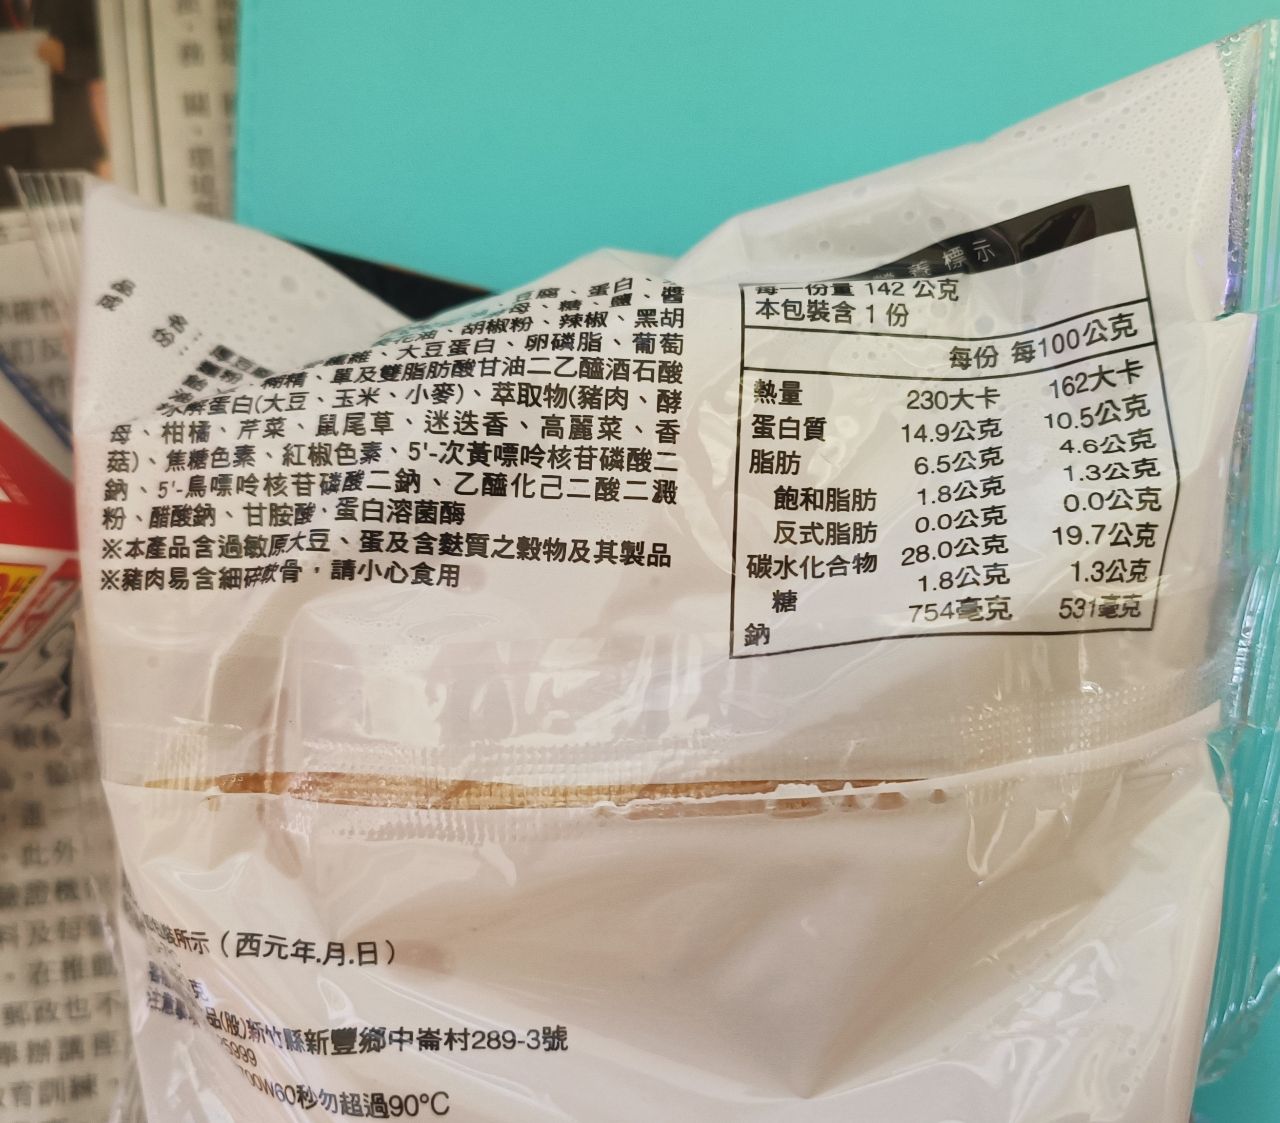 品
成
豆腐、蛋白、
母、糖、鹽、醬
花油、胡椒粉、辣椒、黑胡
纖維、大豆蛋白、卵磷脂、葡萄
糊精、單及雙脂肪酸甘油二乙醯酒石酸
水解蛋白(大豆、玉米、小麥)、萃取物(豬肉、酵
母、柑橘、芹菜、鼠尾草、迷迭香、高麗菜、香
菇)、焦糖色素、紅椒色素、5'-次黃嘌呤核苷磷酸二
鈉、5'-鳥嘌呤核苷磷酸二鈉、乙醯化己二酸二澱
粉、醋酸鈉、甘胺酸、蛋白溶菌酶
※本產品含過敏原大豆、蛋及含麩質之穀物及其製品
※豬肉易含細碎軟骨，請小心食用
營養標示
每一份量 142 公克
本包裝含 1 份
每份 每100公克
熱量 230大卡 162大卡
蛋白質 14.9公克 10.5公克
脂肪 6.5公克 4.6公克
飽和脂肪 1.8公克 1.3公克
反式脂肪 0.0公克 0.0公克
碳水化合物 28.0公克 19.7公克
糖 1.8公克 1.3公克
鈉 754毫克 531毫克
包裝所示（西元年.月.日）
克
品(股)新竹縣新豐鄉中崙村289-3號
5999
700W60秒勿超過90°C